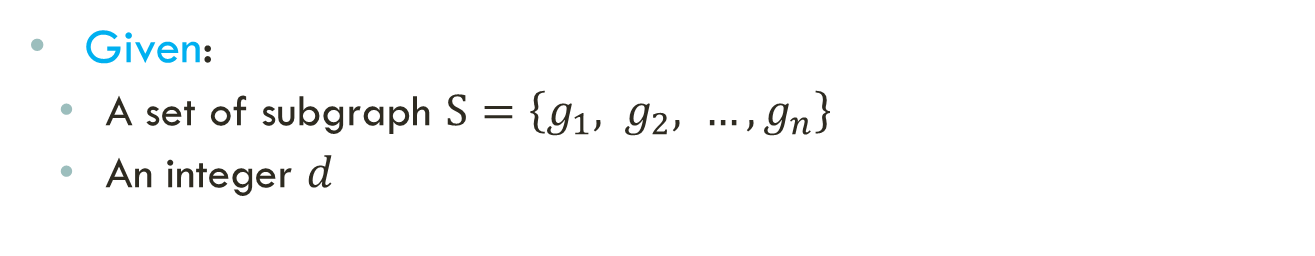 • Given:
• A set of subgraph S = {𝑔₁, 𝑔₂, …, 𝑔ₙ}
• An integer 𝑑